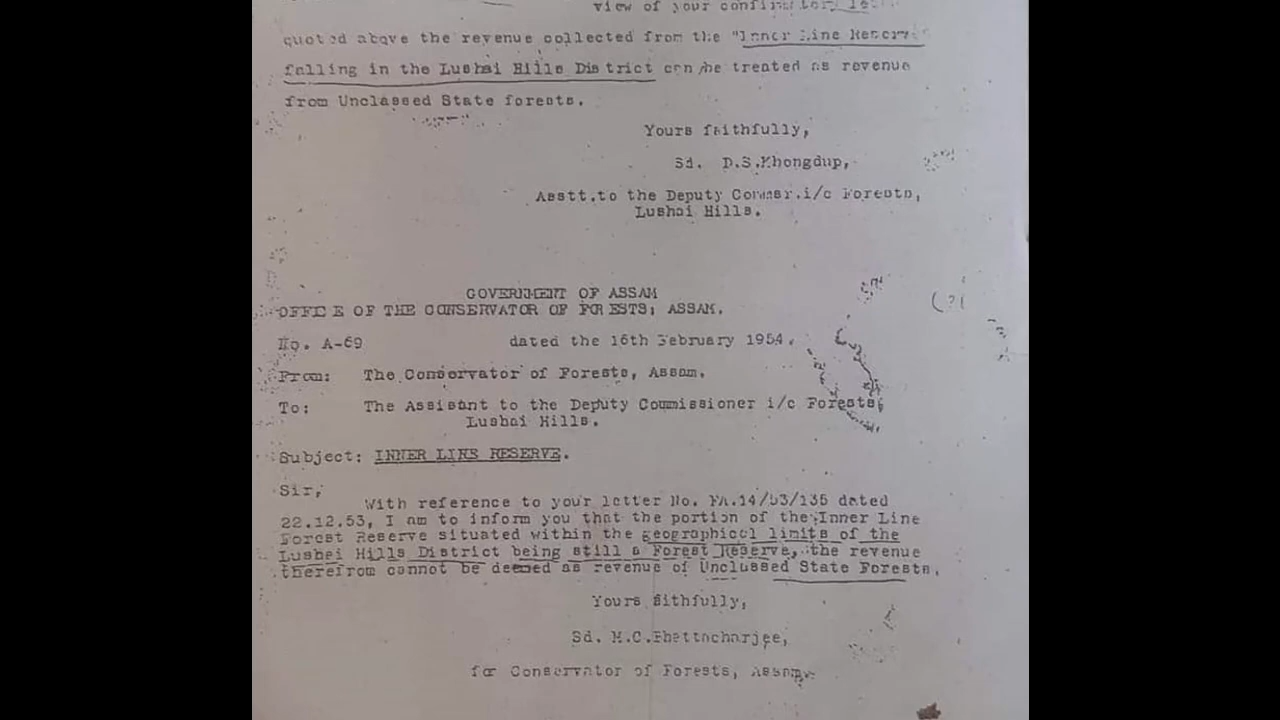 view of your confirmatory
quoted above the revenue collected from the "Inner Line Reserve
falling in the Lushai Hills District can be treated as revenue
from Unclassed State forests.
Yours faithfully,
Sd. D.S.Khongdup,
Asstt.to the Deputy Commsr.i/c Forests,
Lushai Hills.
GOVERNMENT OF ASSAM
OFFICE OF THE CONSERVATOR OF FORESTS; ASSAM.
No. A-69 dated the 16th February 1954.
From: The Conservator of Forests, Assam.
To: The Assistant to the Deputy Commissioner i/c Forests,
Lushai Hills.
Subject: INNER LINE RESERVE.
Sir,
With reference to your letter No. FA.14/53/135 dated
22.12.53, I am to inform you that the portion of the Inner Line
Forest Reserve situated within the geographical limits of the
Lushai Hills District being still a Forest Reserve, the revenue
therefrom cannot be deemed as revenue of Unclassed State Forests.
Yours faithfully,
Sd. M.C.Bhattacharjee,
for Conservator of Forests, Assam.